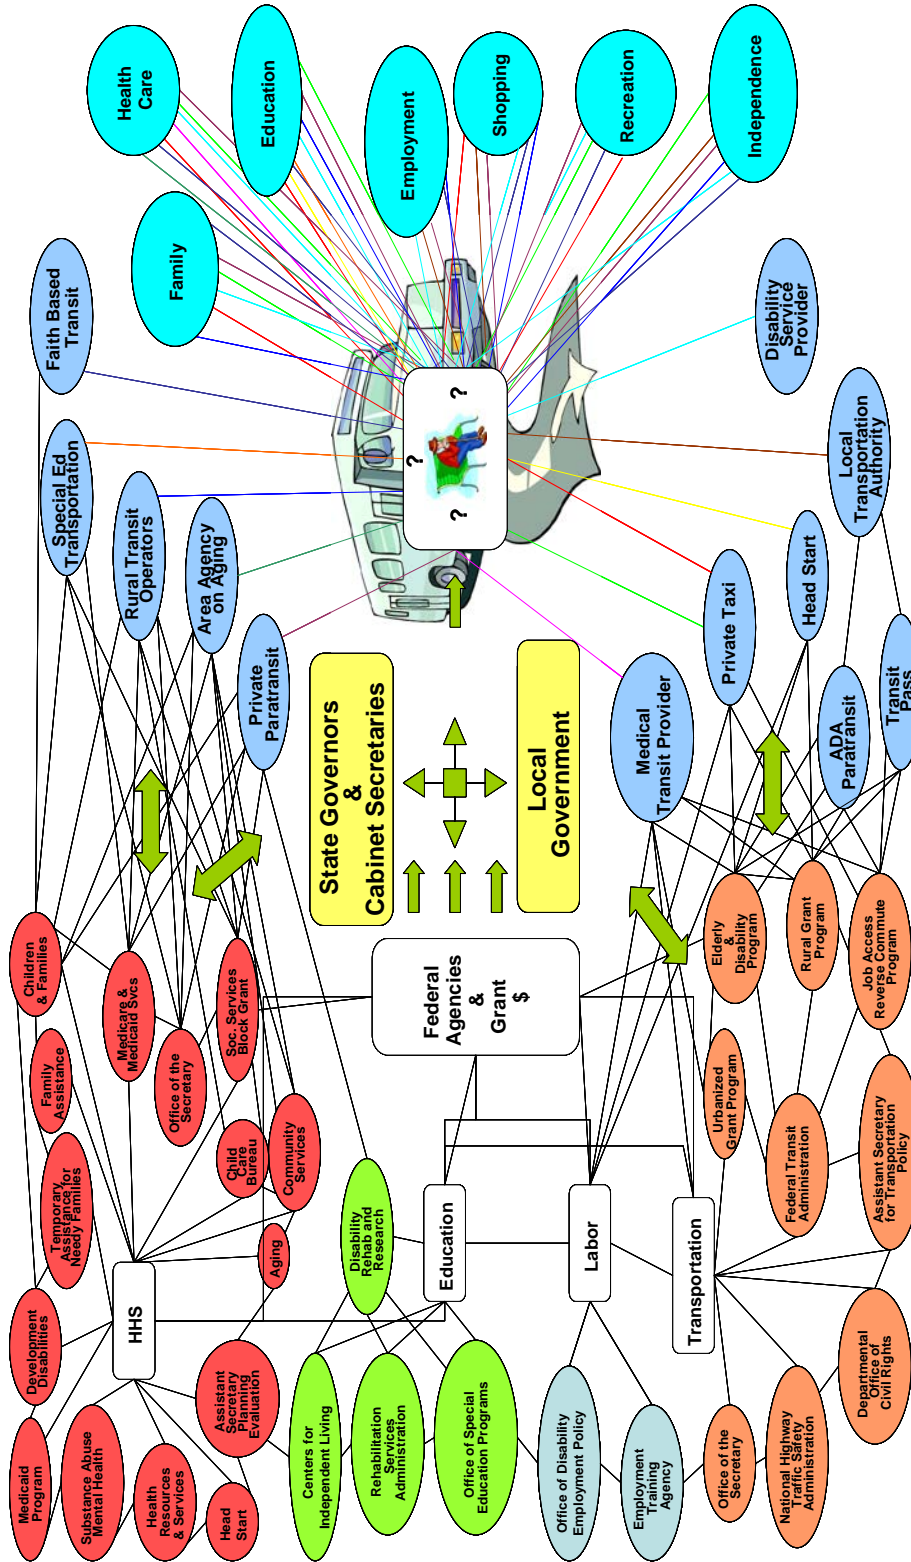 Medicaid
Program
Development
Disabilities
Temporary
Assistance for
Needy Families
Family
Assistance
Children
& Families
Special Ed
Transportation
Faith Based
Transit
Health
Care
Substance Abuse
Mental Health
HHS
Medicare &
Medicaid Svcs
Rural Transit
Operators
Family
Health
Resources
& Services
Office of the
Secretary
Area Agency
on Aging
Head
Start
Assistant
Secretary
Planning
Evaluation
Aging
Child
Care
Bureau
Community
Services
Soc. Services
Block Grant
Private
Paratransit
Education
Centers for
Independent Living
Disability
Rehab and
Research
State Governors
&
Cabinet Secretaries
Rehabilitation
Services
Administration
Education
Federal
Agencies
&
Grant
$
?
?
?
Employment
Office of Special
Education Programs
Shopping
Office of Disability
Employment Policy
Labor
Local
Government
Employment
Training
Agency
Medical
Transit Provider
Recreation
Transportation
Office of the
Secretary
Urbanized
Grant Program
Elderly
&
Disability
Program
Private Taxi
Independence
National Highway
Traffic Safety
Administration
Federal Transit
Administration
Rural Grant
Program
Head Start
Disability
Service
Provider
ADA
Paratransit
Local
Transportation
Authority
Departmental
Office of
Civil Rights
Assistant Secretary
for Transportation
Policy
Job Access
Reverse Commute
Program
Transit
Pass